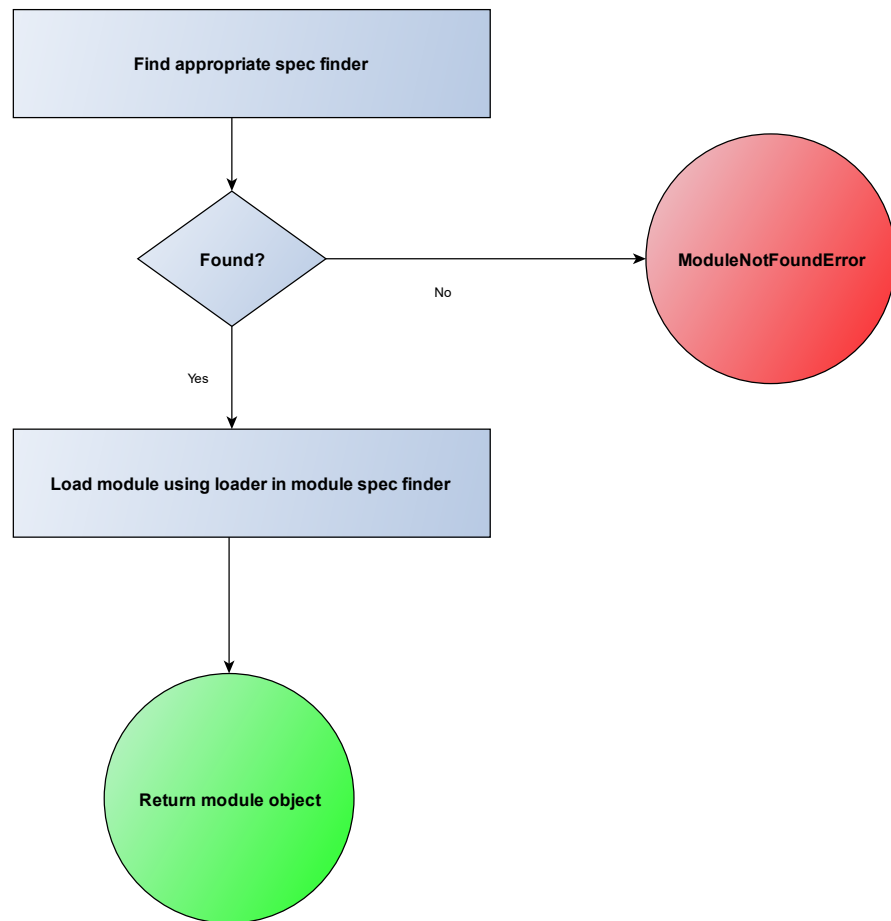 Find appropriate spec finder
Found?
ModuleNotFoundError
No
Yes
Load module using loader in module spec finder
Return module object